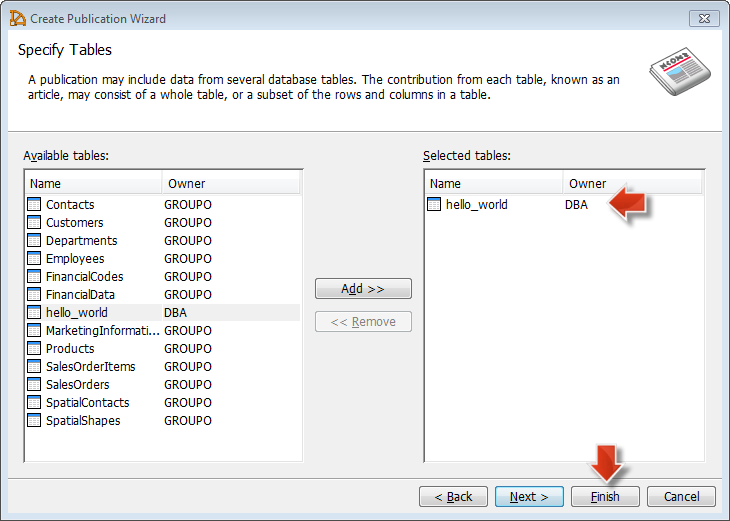 Create Publication Wizard
Specify Tables
A publication may include data from several database tables. The contribution from each table, known as an
article, may consist of a whole table, or a subset of the rows and columns in a table.
Available tables:
Name Owner
Contacts GROUPO
Customers GROUPO
Departments GROUPO
Employees GROUPO
FinancialCodes GROUPO
FinancialData GROUPO
hello_world DBA
MarketingInformati... GROUPO
Products GROUPO
SalesOrderItems GROUPO
SalesOrders GROUPO
SpatialContacts GROUPO
SpatialShapes GROUPO
Add >>
<< Remove
Selected tables:
Name Owner
hello_world DBA
< Back Next > Finish Cancel